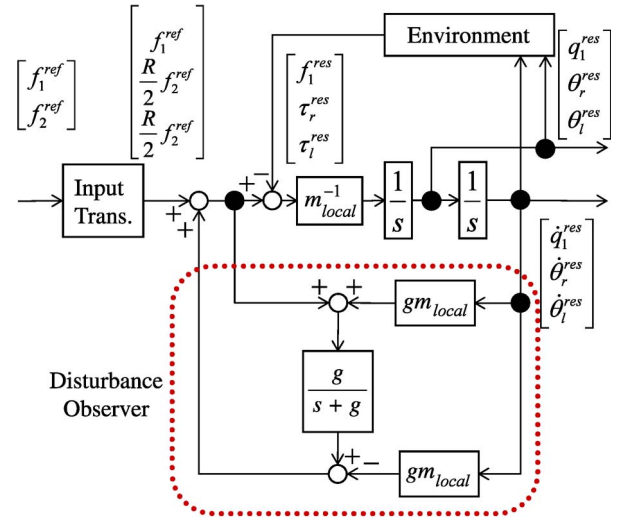 Environment
[q_1^{res} θ_r^{res} θ_l^{res}]
[f_1^{ref} f_2^{ref}]
[f_1^{ref} R/2 f_2^{ref} R/2 f_2^{ref}]
[f_1^{res} τ_r^{res} τ_l^{res}]
Input
Trans.
+
+
+
−
m_{local}^{-1}
1/s
1/s
[q̇_1^{res} θ̇_r^{res} θ̇_l^{res}]
+
+
gm_{local}
g/(s + g)
Disturbance
Observer
+
−
gm_{local}